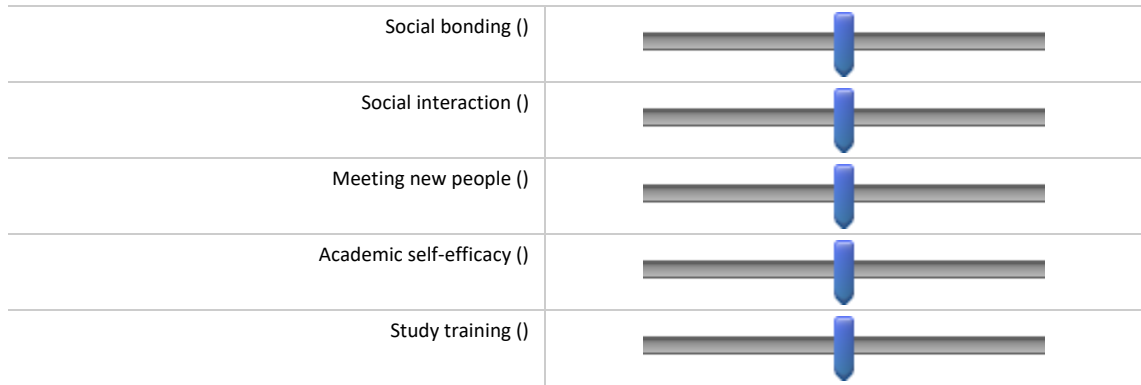 Social bonding ()
Social interaction ()
Meeting new people ()
Academic self-efficacy ()
Study training ()